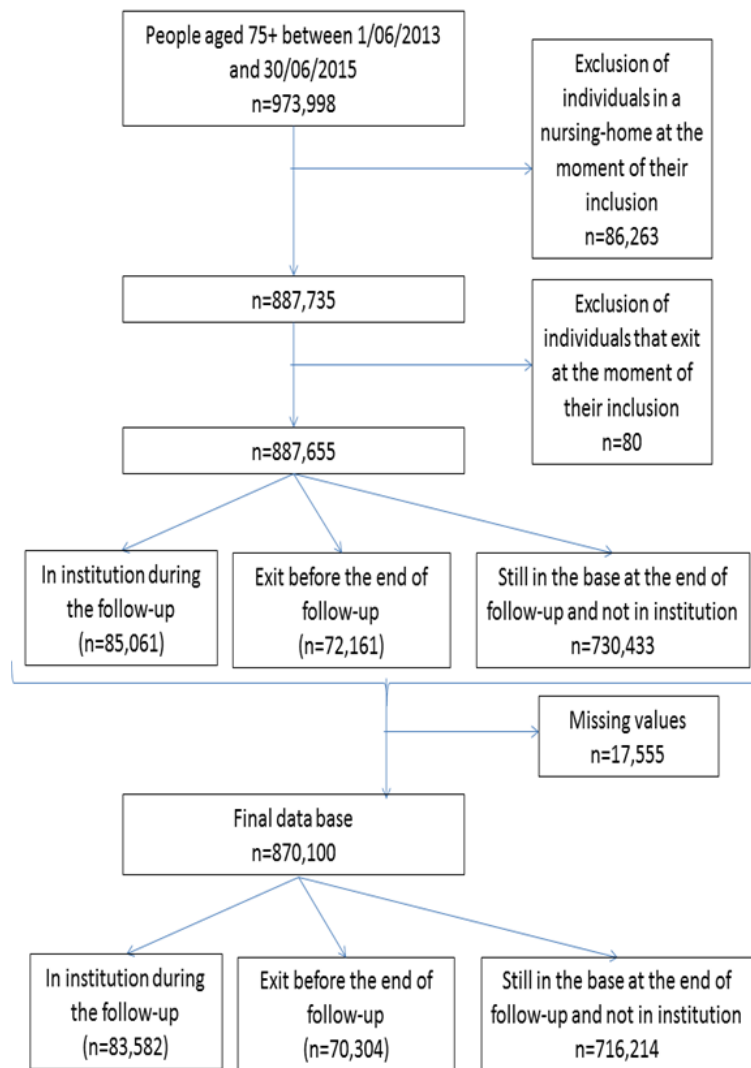 People aged 75+ between 1/06/2013
and 30/06/2015
n=973,998
Exclusion of
individuals in a
nursing-home at the
moment of their
inclusion
n=86,263
n=887,735
Exclusion of
individuals that exit
at the moment of
their inclusion
n=80
n=887,655
In institution during
the follow-up
(n=85,061)
Exit before the end of
follow-up
(n=72,161)
Still in the base at the end of
follow-up and not in institution
n=730,433
Missing values
n=17,555
Final data base
n=870,100
In institution during
the follow-up
(n=83,582)
Exit before the end of
follow-up
(n=70,304)
Still in the base at the end of
follow-up and not in institution
n=716,214